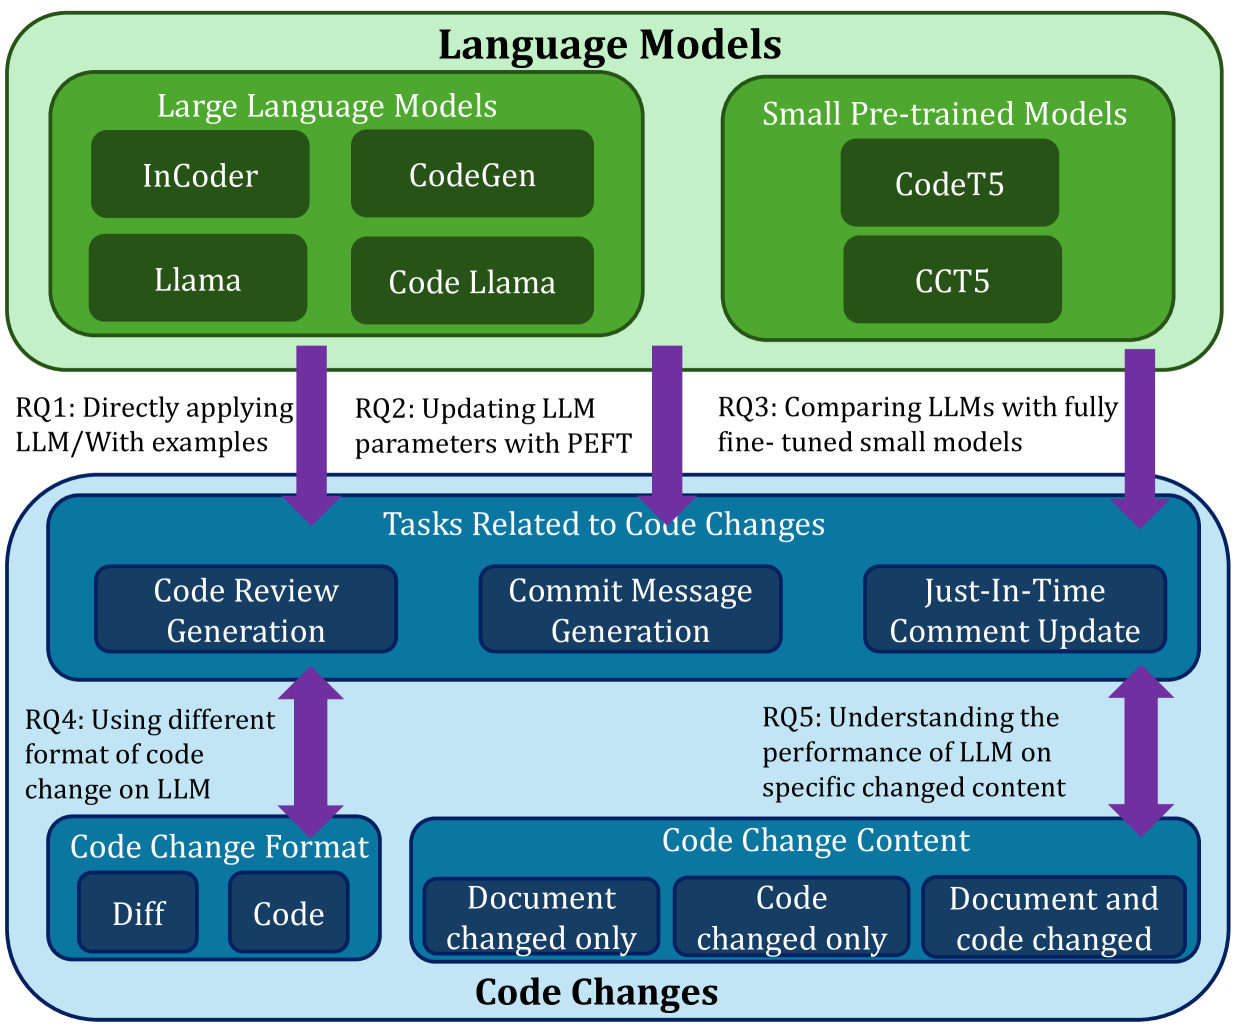 Language Models
Large Language Models
InCoder
CodeGen
Llama
Code Llama
Small Pre-trained Models
CodeT5
CCT5
RQ1: Directly applying
LLM/With examples
RQ2: Updating LLM
parameters with PEFT
RQ3: Comparing LLMs with fully
fine- tuned small models
Tasks Related to Code Changes
Code Review
Generation
Commit Message
Generation
Just-In-Time
Comment Update
RQ4: Using different
format of code
change on LLM
RQ5: Understanding the
performance of LLM on
specific changed content
Code Change Format
Diff
Code
Code Change Content
Document
changed only
Code
changed only
Document and
code changed
Code Changes